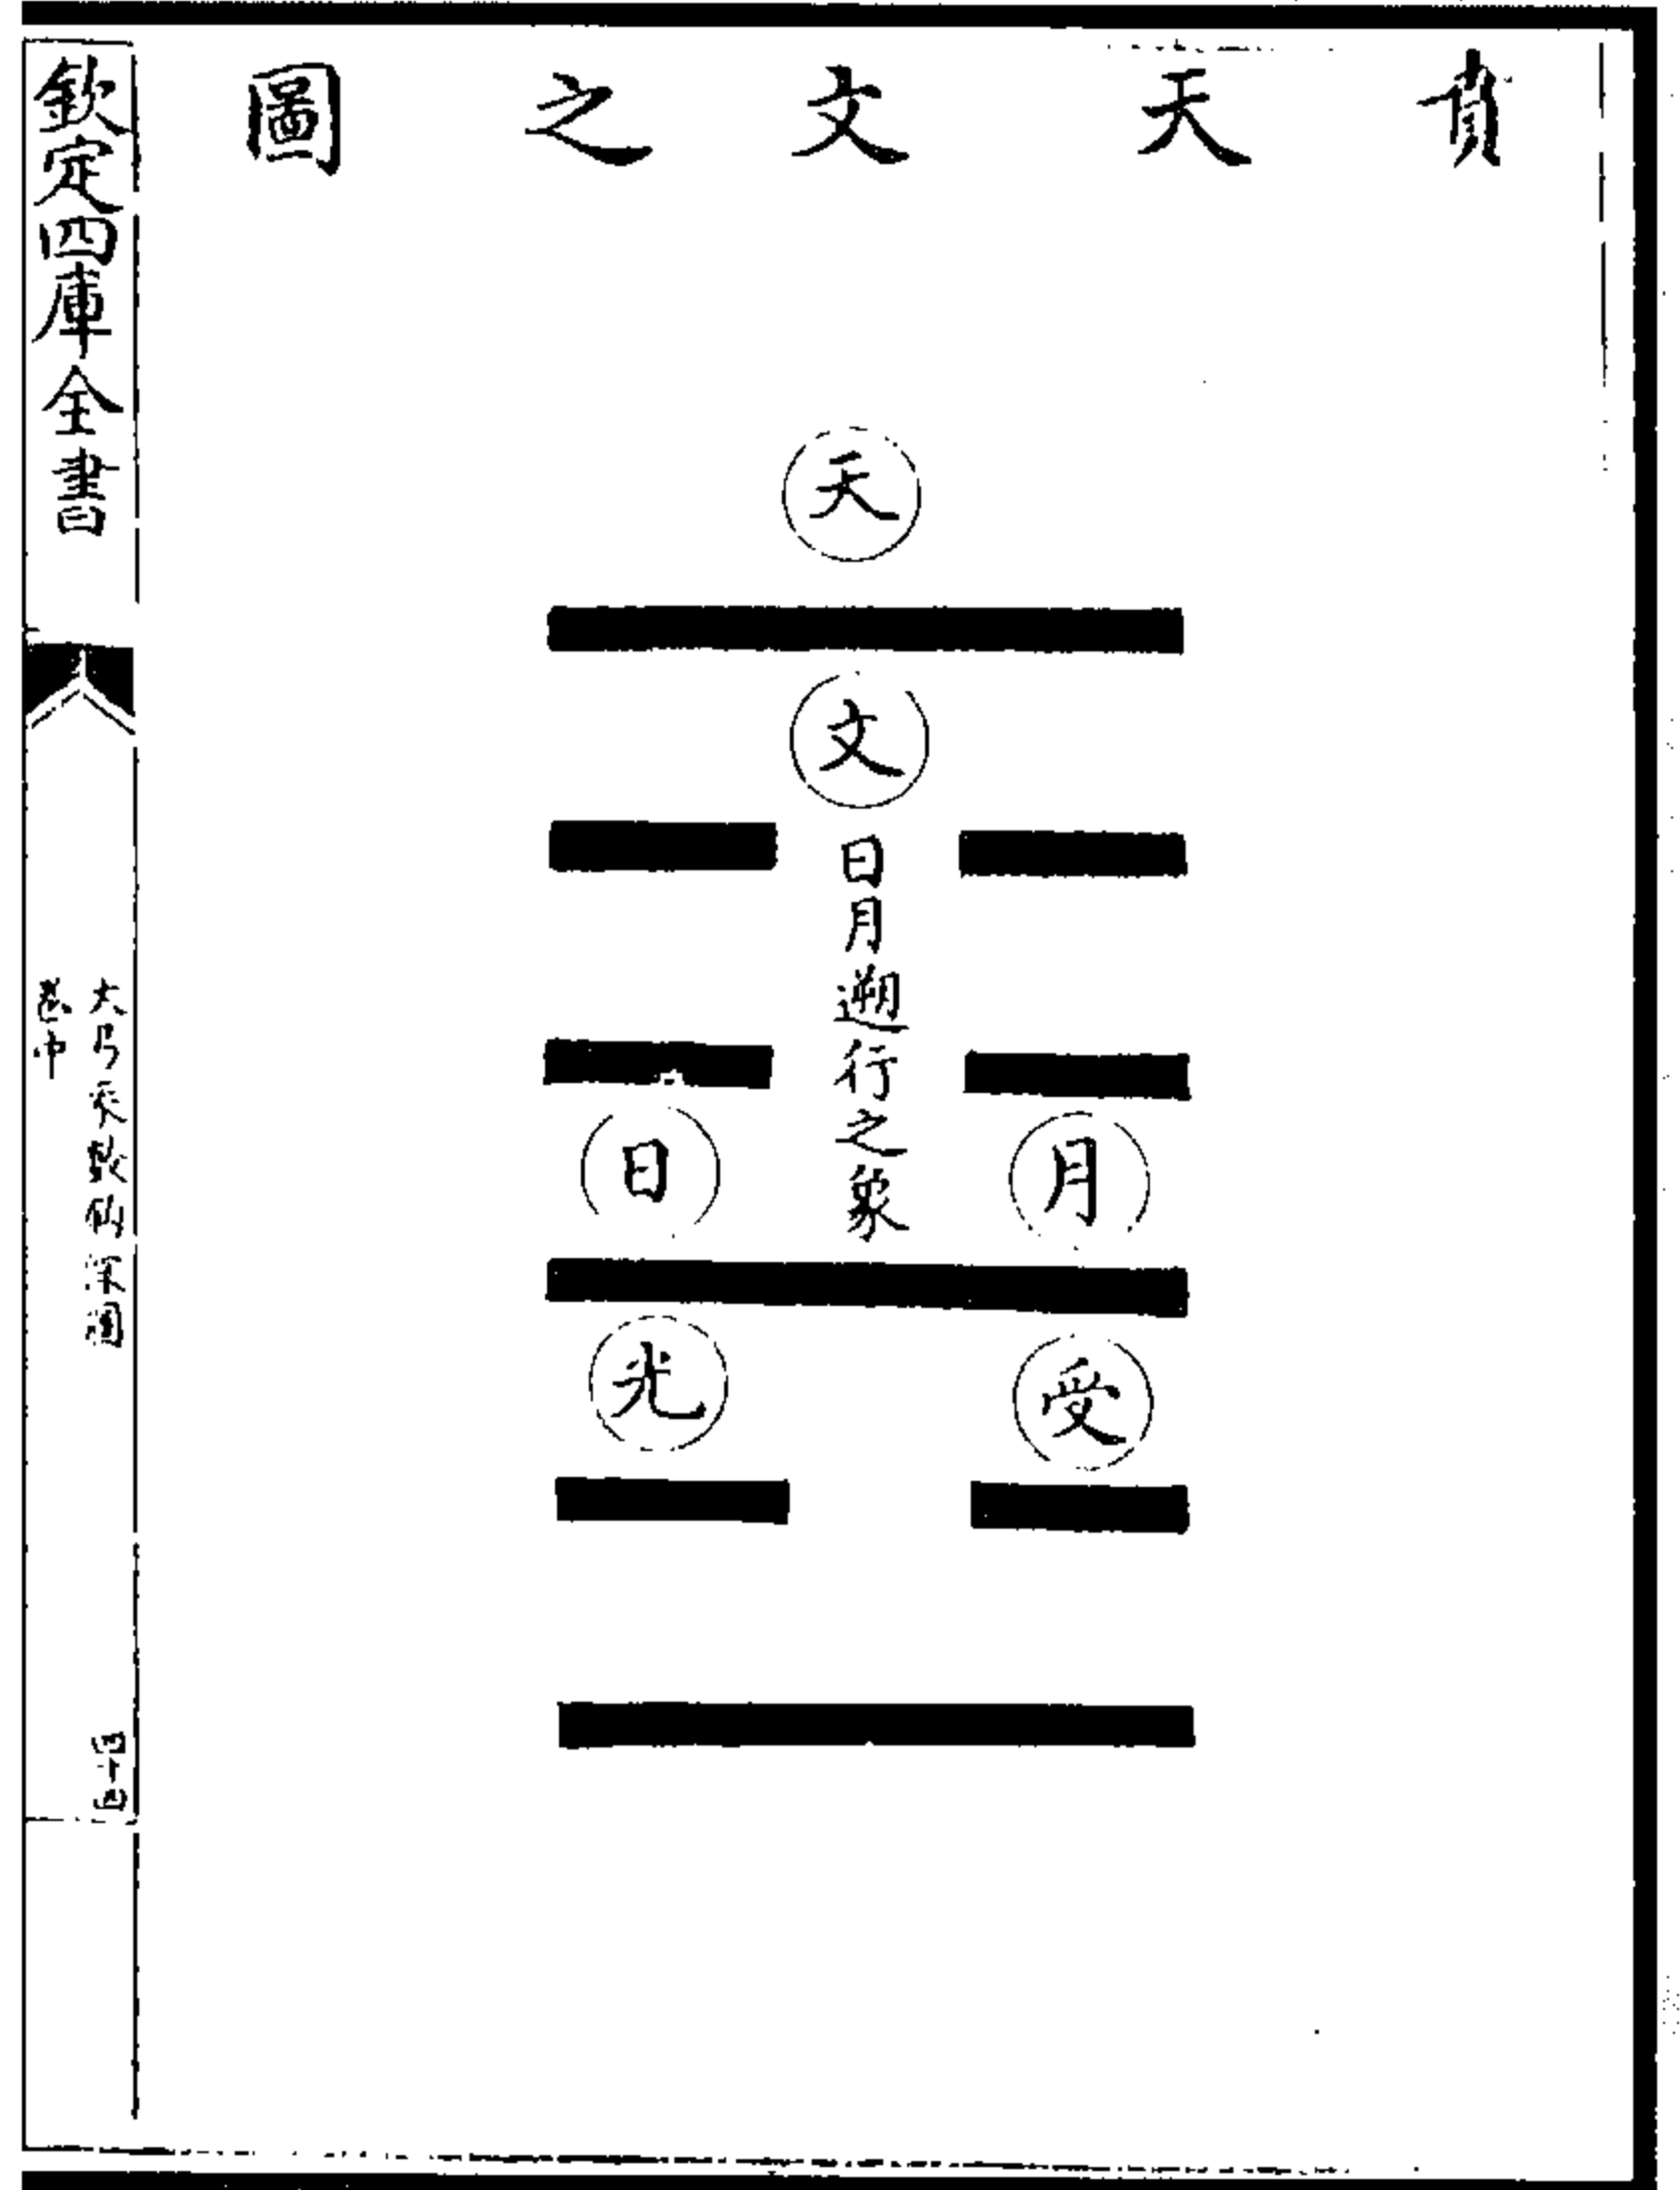 賁天文之圖
天
文
日月遡行之象
月
日
受
光
欽定四庫全書
大易象數鉤深圖
卷中
四十四